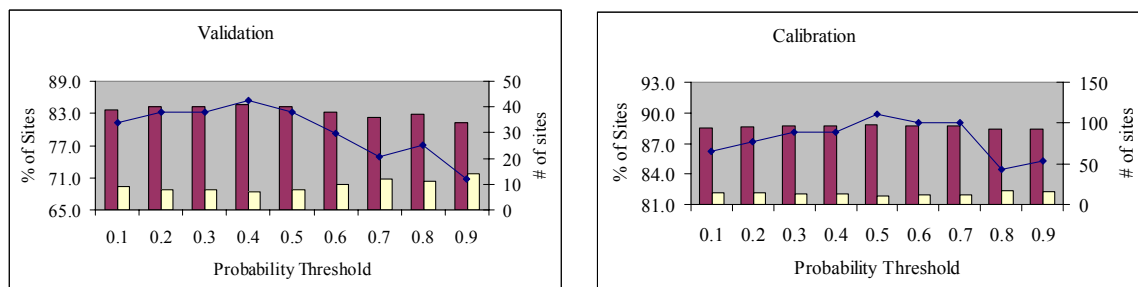 Validation
% of Sites
89.0
83.0
77.0
71.0
65.0
50
40
30
20
10
0
# of sites
0.1 0.2 0.3 0.4 0.5 0.6 0.7 0.8 0.9
Probability Threshold
Calibration
% of Sites
93.0
90.0
87.0
84.0
81.0
150
100
50
0
# of sites
0.1 0.2 0.3 0.4 0.5 0.6 0.7 0.8 0.9
Probability Threshold